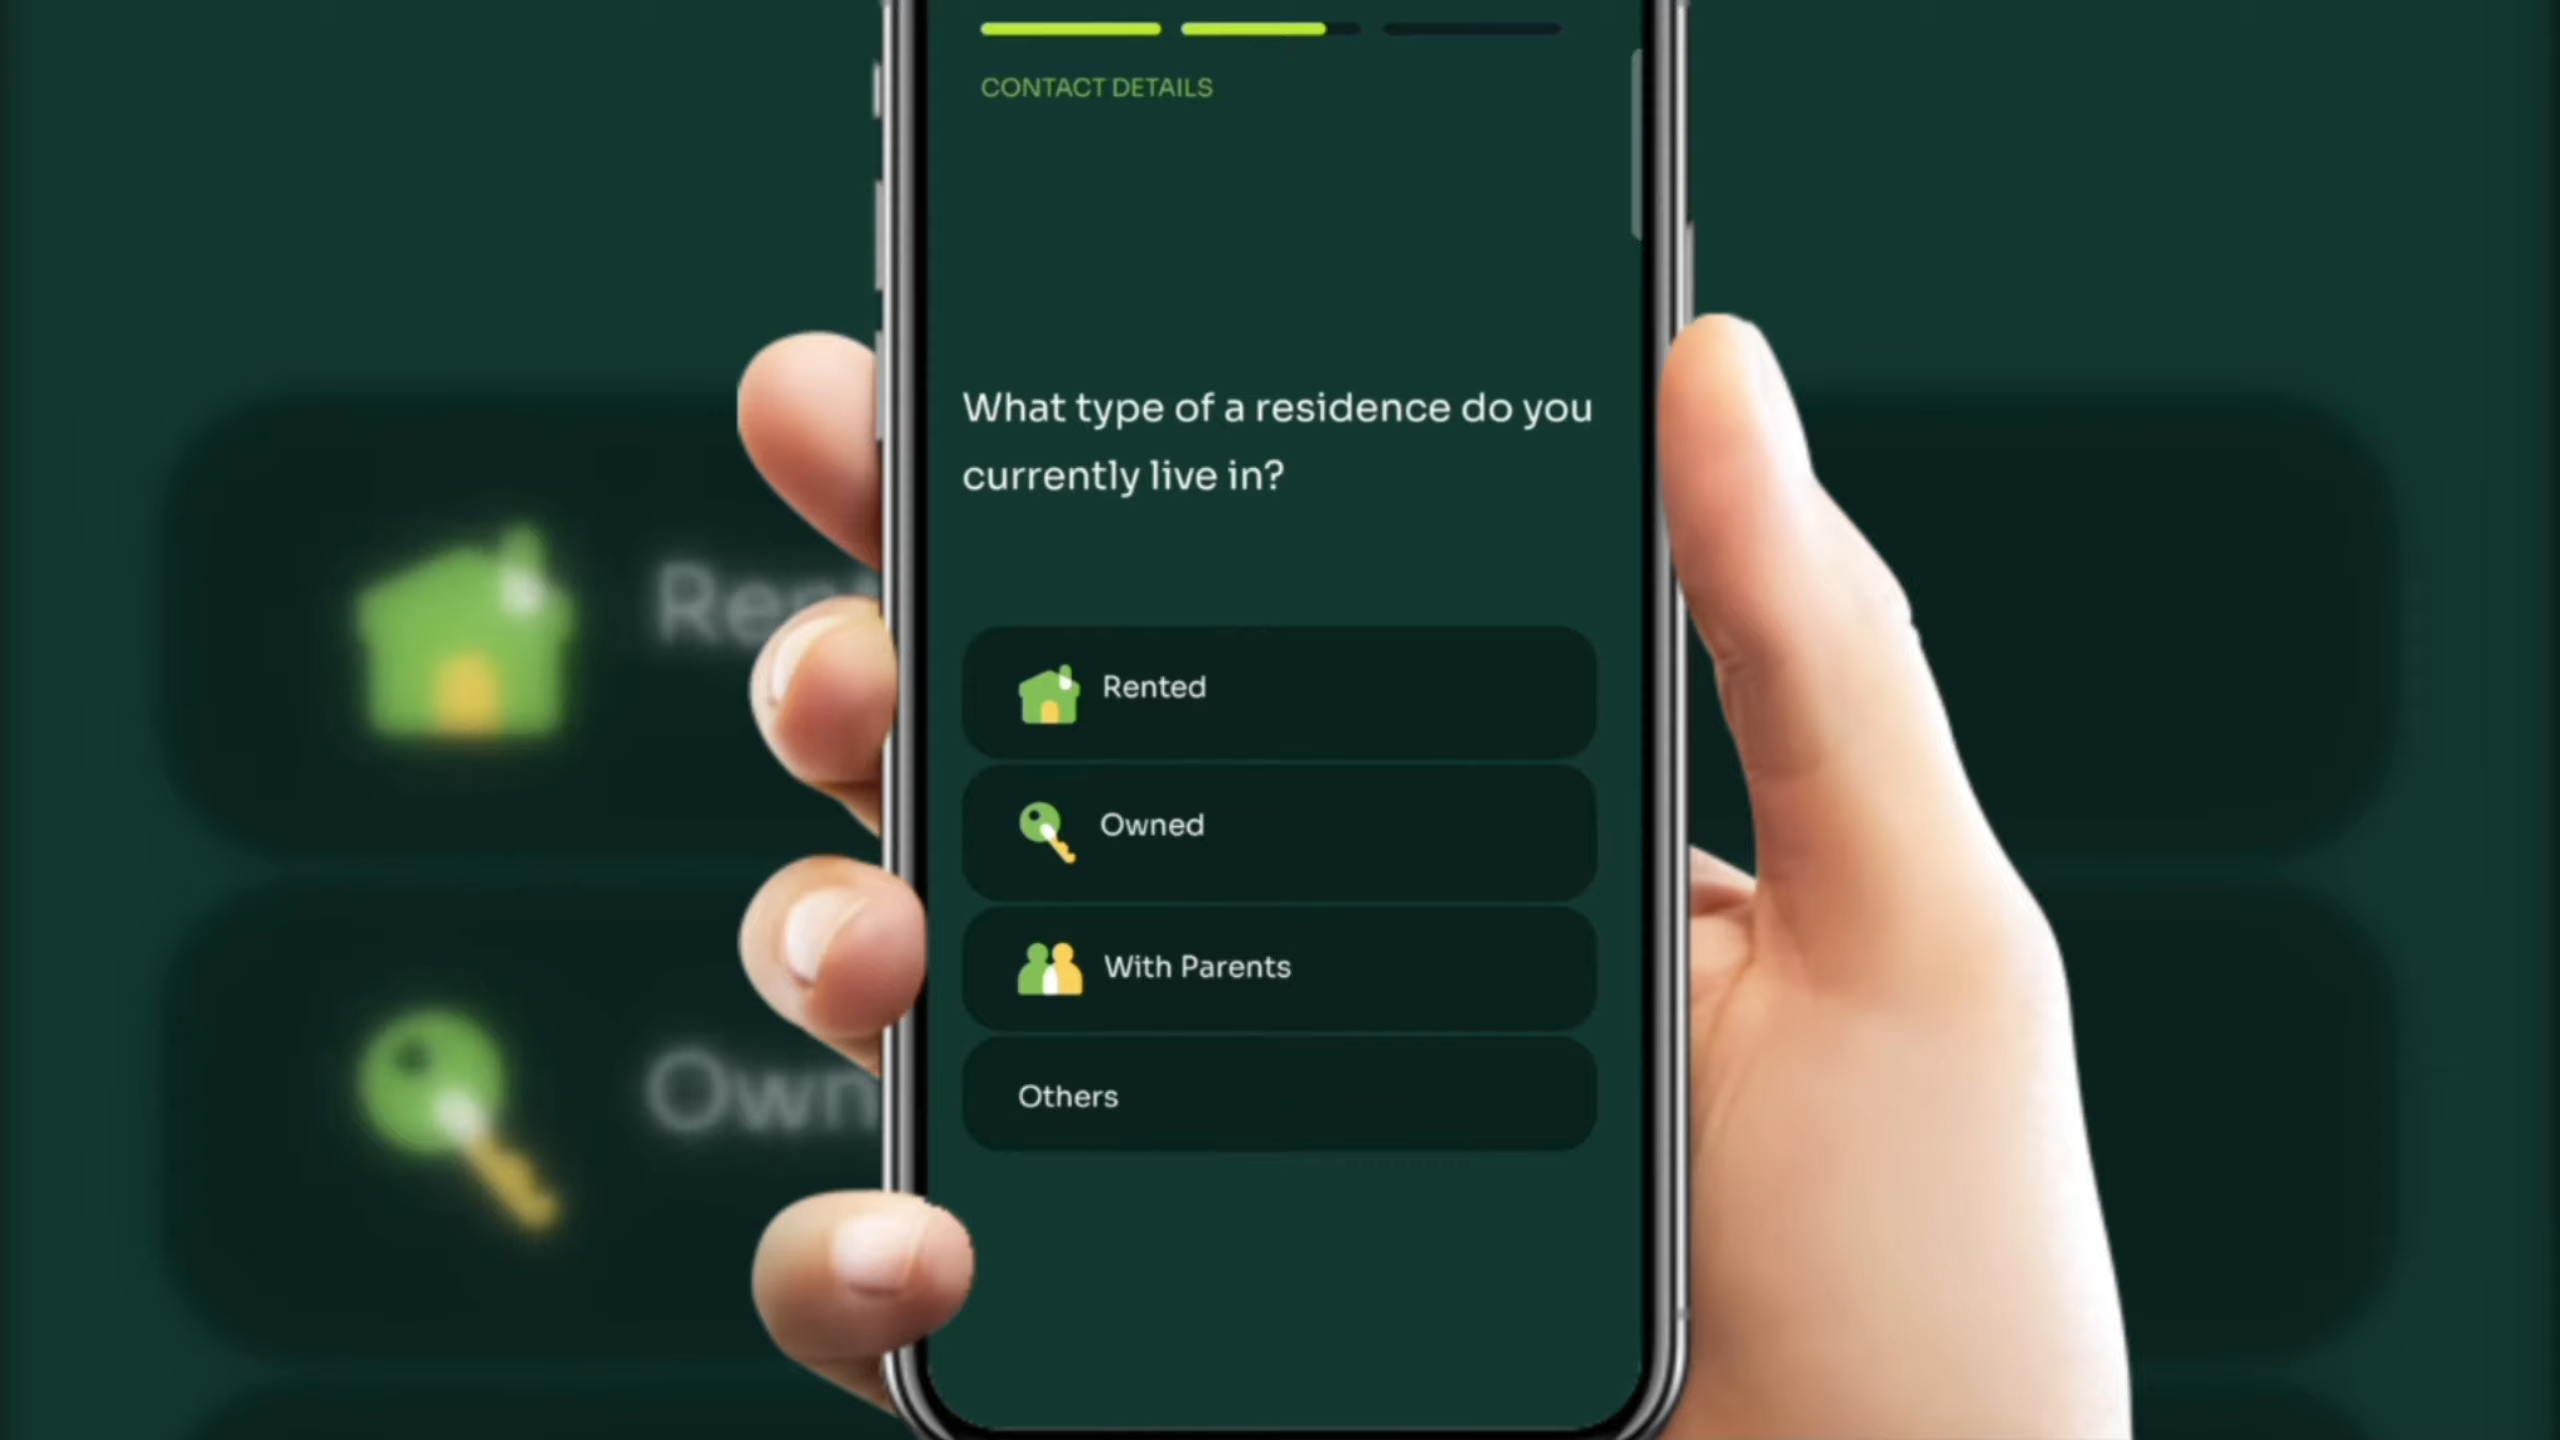 CONTACT DETAILS
What type of a residence do you
currently live in?
Rented
Owned
With Parents
Others